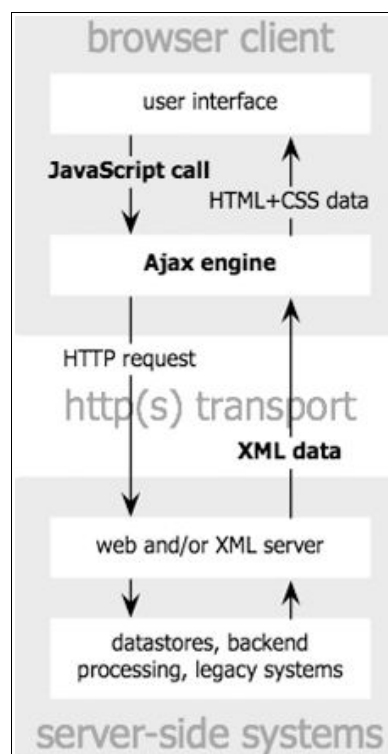 browser client
user interface
JavaScript call
HTML+CSS data
Ajax engine
HTTP request
http(s) transport
XML data
web and/or XML server
datastores, backend
processing, legacy systems
server-side systems